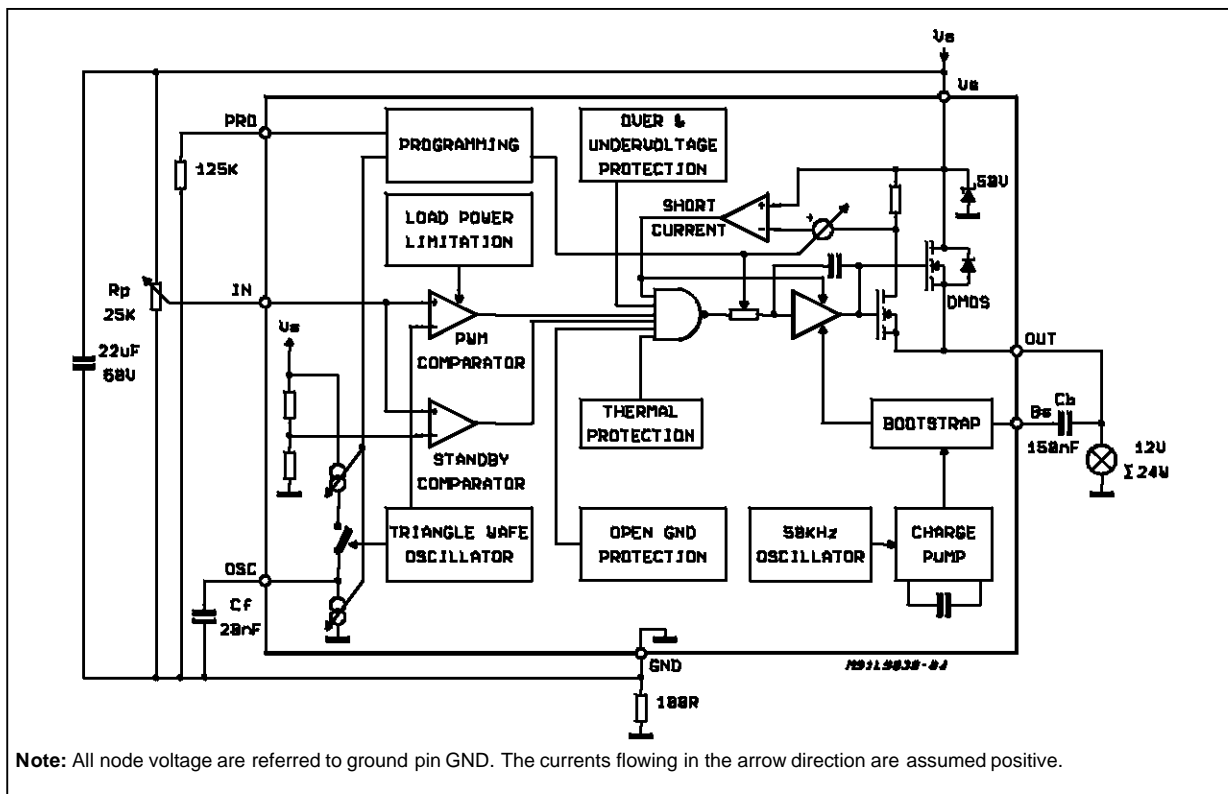 Vs
Vs
PRO
125K
PROGRAMMING
OVER &
UNDERVOLTAGE
PROTECTION
50V
SHORT
CURRENT
LOAD POWER
LIMITATION
DMOS
Rp
25K
IN
Vs
PWM
COMPARATOR
OUT
22uF
60V
THERMAL
PROTECTION
BOOTSTRAP
Bs
Cb
150nF
12V
Σ24W
STANDBY
COMPARATOR
TRIANGLE WAFE
OSCILLATOR
OPEN GND
PROTECTION
50KHz
OSCILLATOR
CHARGE
PUMP
OSC
Cf
20nF
GND
100R
Note: All node voltage are referred to ground pin GND. The currents flowing in the arrow direction are assumed positive.